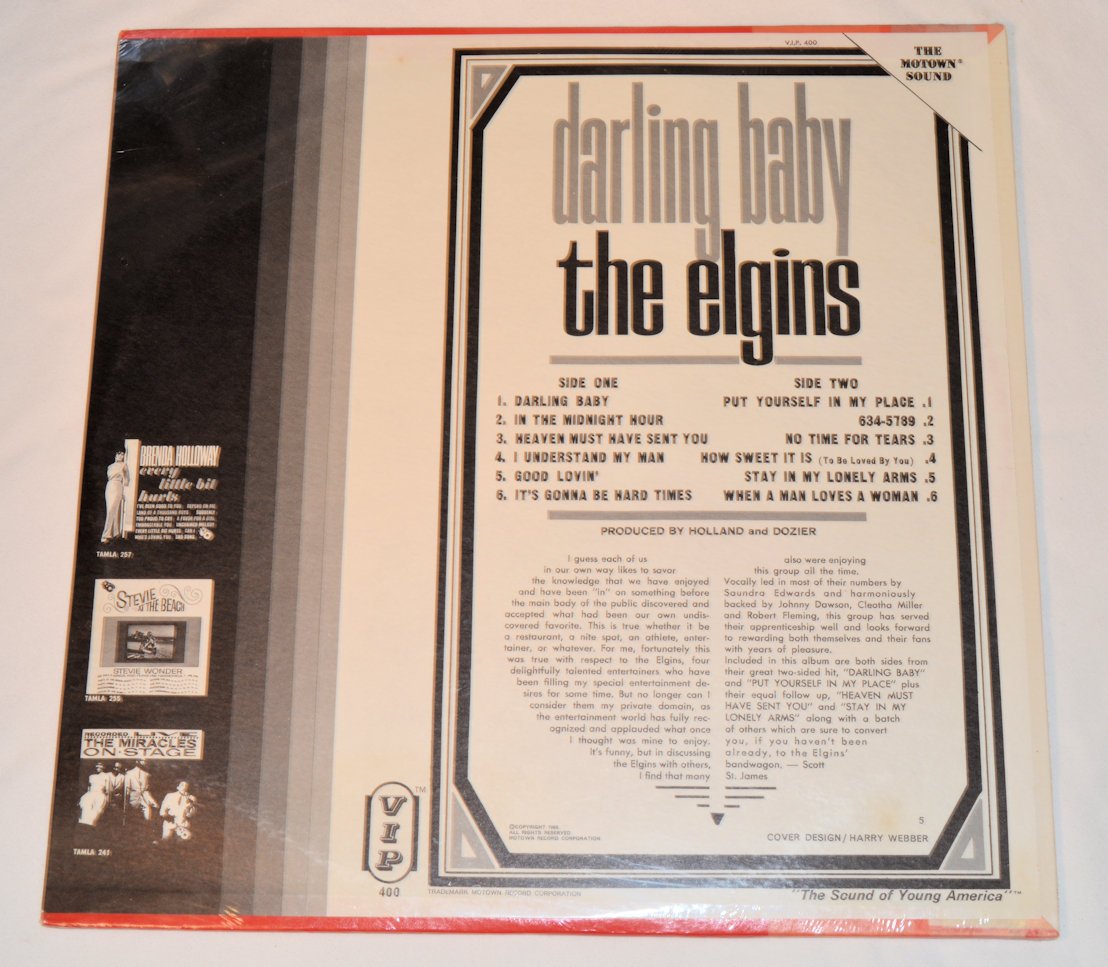 V.I.P. 400
THE
MOTOWN®
SOUND
darling baby
the elgins
SIDE ONE
1. DARLING BABY
2. IN THE MIDNIGHT HOUR
3. HEAVEN MUST HAVE SENT YOU
4. I UNDERSTAND MY MAN
5. GOOD LOVIN'
6. IT'S GONNA BE HARD TIMES
SIDE TWO
PUT YOURSELF IN MY PLACE .1
634-5789 .2
NO TIME FOR TEARS .3
HOW SWEET IT IS (To Be Loved By You) .4
STAY IN MY LONELY ARMS .5
WHEN A MAN LOVES A WOMAN .6
PRODUCED BY HOLLAND and DOZIER
I guess each of us
in our own way likes to savor
the knowledge that we have enjoyed
and have been "in" on something before
the main body of the public discovered and
accepted what had been our own undis-
covered favorite. This is true whether it be
a restaurant, a nite spot, an athlete, enter-
tainer, or whatever. For me, fortunately this
was true with respect to the Elgins, four
delightfully talented entertainers who have
been filling my special entertainment de-
sires for some time. But no longer can I
consider them my private domain, as
the entertainment world has fully rec-
ognized and applauded what once
I thought was mine to enjoy.
It's funny, but in discussing
the Elgins with others,
I find that many
also were enjoying
this group all the time.
Vocally led in most of their numbers by
Saundra Edwards and harmoniously
backed by Johnny Dawson, Cleotha Miller
and Robert Fleming, this group has served
their apprenticeship well and looks forward
to rewarding both themselves and their fans
with years of pleasure.
Included in this album are both sides from
their great two-sided hit, "DARLING BABY"
and "PUT YOURSELF IN MY PLACE" plus
their equal follow up, "HEAVEN MUST
HAVE SENT YOU" and "STAY IN MY
LONELY ARMS" along with a batch
of others which are sure to convert
you, if you haven't been
already, to the Elgins'
bandwagon. — Scott
St. James
5
COVER DESIGN/HARRY WEBBER
©COPYRIGHT 1966
ALL RIGHTS RESERVED
MOTOWN RECORD CORPORATION
BRENDA HOLLOWAY
every
little bit
hurts
TAMLA 257
STEVIE
AT THE BEACH
STEVIE WONDER
TAMLA 255
RECORDED LIVE
THE MIRACLES
ON·STAGE
TAMLA 241
VIP
TM
400
TRADEMARK, MOTOWN RECORD CORPORATION
"The Sound of Young America"™